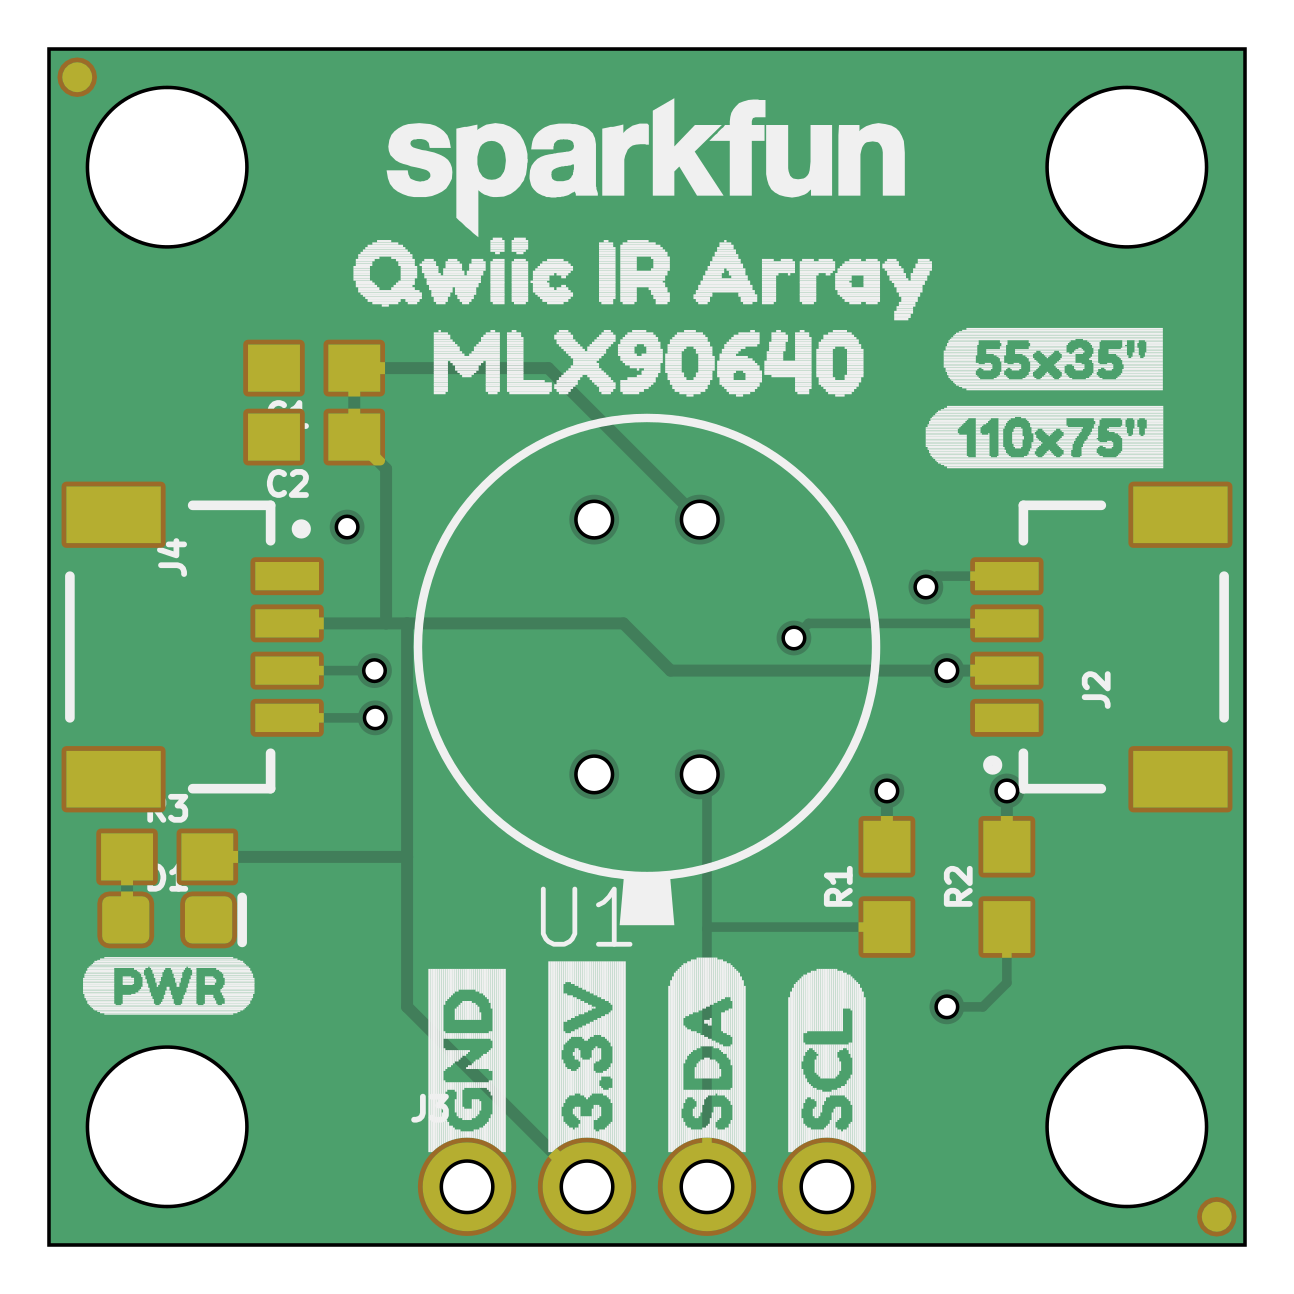 sparkfun
Qwiic IR Array
MLX90640
55x35"
110x75"
C1
C2
J4
J2
R3
D1
R1
R2
U1
PWR
GND
3.3V
SDA
SCL
J3